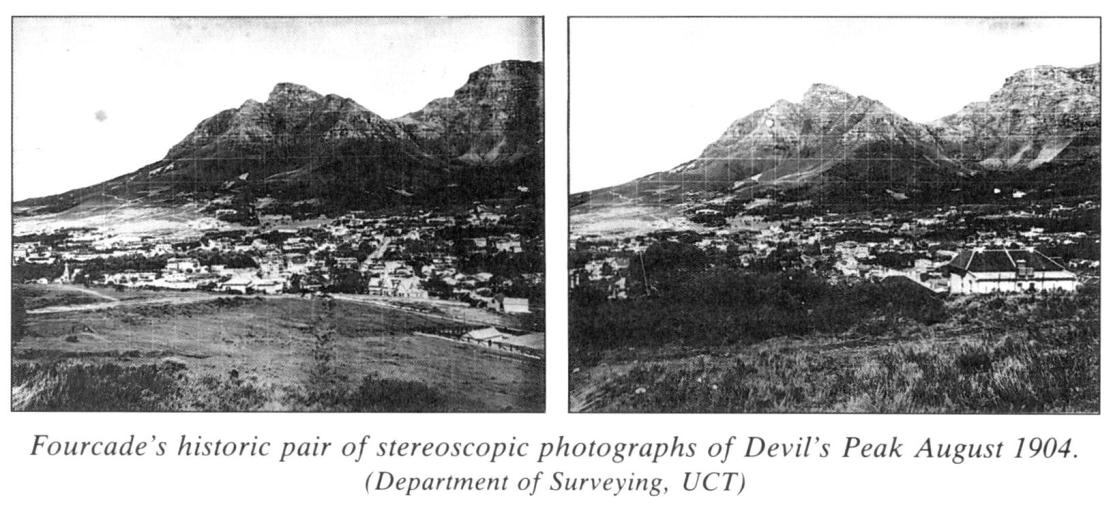 Fourcade's historic pair of stereoscopic photographs of Devil's Peak August 1904.
(Department of Surveying, UCT)